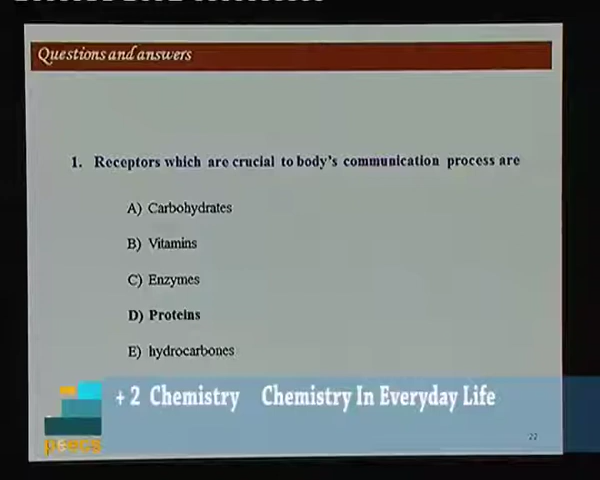 Questions and answers
1. Receptors which are crucial to body's communication process are
A) Carbohydrates
B) Vitamins
C) Enzymes
D) Proteins
E) hydrocarbones
+ 2 Chemistry Chemistry In Everyday Life
peecs
22